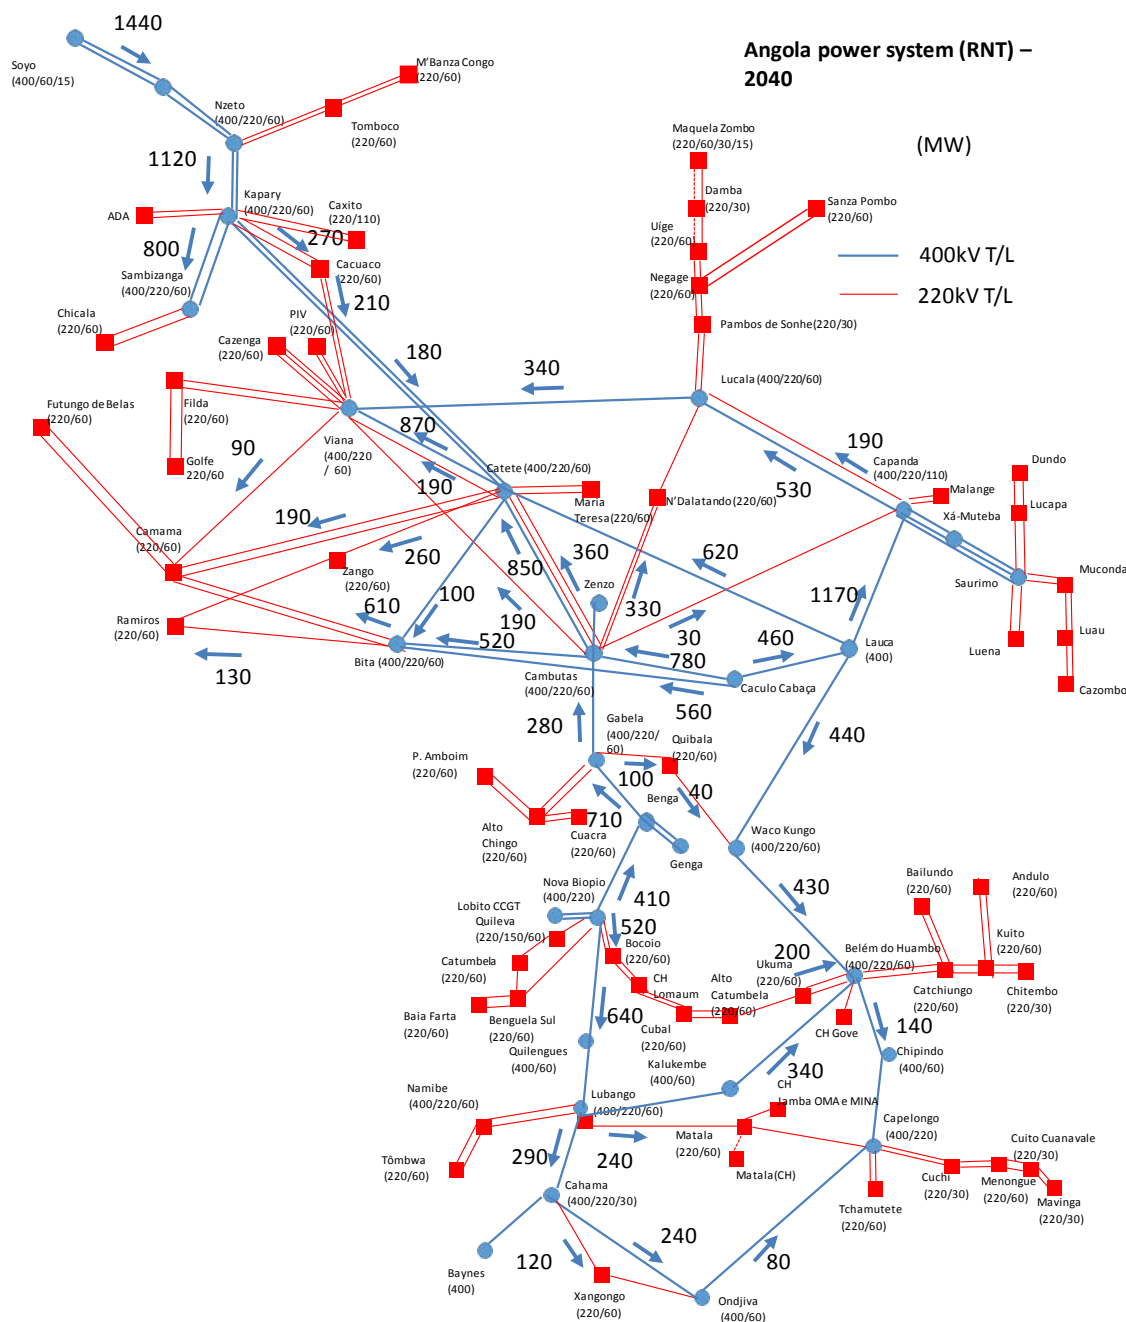 1440
Angola power system (RNT) –
2040
Soyo
(400/60/15)
M'Banza Congo
(220/60)
Nzeto
(400/220/60)
Tomboco
(220/60)
Maquela Zombo
(220/60/30/15)
(MW)
1120
Damba
(220/30)
Sanza Pombo
(220/60)
Kapary
(400/220/60)
ADA
Caxito
(220/110)
Uíge
(220/60)
270
800
400kV T/L
Sambizanga
(400/220/60)
Cacuaco
(220/60)
Negage
(220/60)
220kV T/L
210
Chicala
(220/60)
PIV
(220/60)
Cazenga
(220/60)
Pambos de Sonhe(220/30)
180
340
Lucala (400/220/60)
Futungo de Belas
(220/60)
Filda
(220/60)
870
90
Viana
(400/220
/ 60)
190
Golfe
220/60
Catete (400/220/60)
Capanda
(400/220/110)
Dundo
190
530
Maria
Teresa(220/60)
N'Dalatando(220/60)
Malange
Lucapa
Xá-Muteba
190
Camama
(220/60)
260
850
360
620
Zango
(220/60)
Zenzo
Saurimo
Muconda
100
1170
Ramiros
(220/60)
610
190
330
Luau
520
30
460
Lauca
(400)
Luena
Bita (400/220/60)
780
130
Cambutas
(400/220/60)
Caculo Cabaça
Cazombo
560
280
Gabela
(400/220/
60)
Quibala
(220/60)
440
P. Amboim
(220/60)
100
40
Benga
710
Alto
Chingo
(220/60)
Cuacra
(220/60)
Waco Kungo
(400/220/60)
Genga
Nova Biopio
(400/220)
430
Bailundo
(220/60)
Andulo
(220/60)
410
Lobito CCGT
Quileva
(220/150/60)
520
Kuito
(220/60)
Bocoio
(220/60)
200
Belém do Huambo
(400/220/60)
Catumbela
(220/60)
Ukuma
(220/60)
CH
Lomaum
Alto
Catumbela
(220/60)
Catchiungo
(220/60)
Chitembo
(220/30)
Baia Farta
(220/60)
Benguela Sul
(220/60)
640
Cubal
(220/60)
CH Gove
140
Quilengues
(400/60)
Kalukembe
(400/60)
340
Chipindo
(400/60)
Namibe
(400/220/60)
Lubango
(400/220/60)
CH
Jamba OMA e MINA
Capelongo
(400/220)
290
240
Matala
(220/60)
Cuito Cuanavale
(220/30)
Tômbwa
(220/60)
Matala(CH)
Cuchi
(220/30)
Menongue
(220/60)
Mavinga
(220/30)
Cahama
(400/220/30)
Tchamutete
(220/60)
240
120
80
Baynes
(400)
Xangongo
(220/60)
Ondjiva
(400/60)